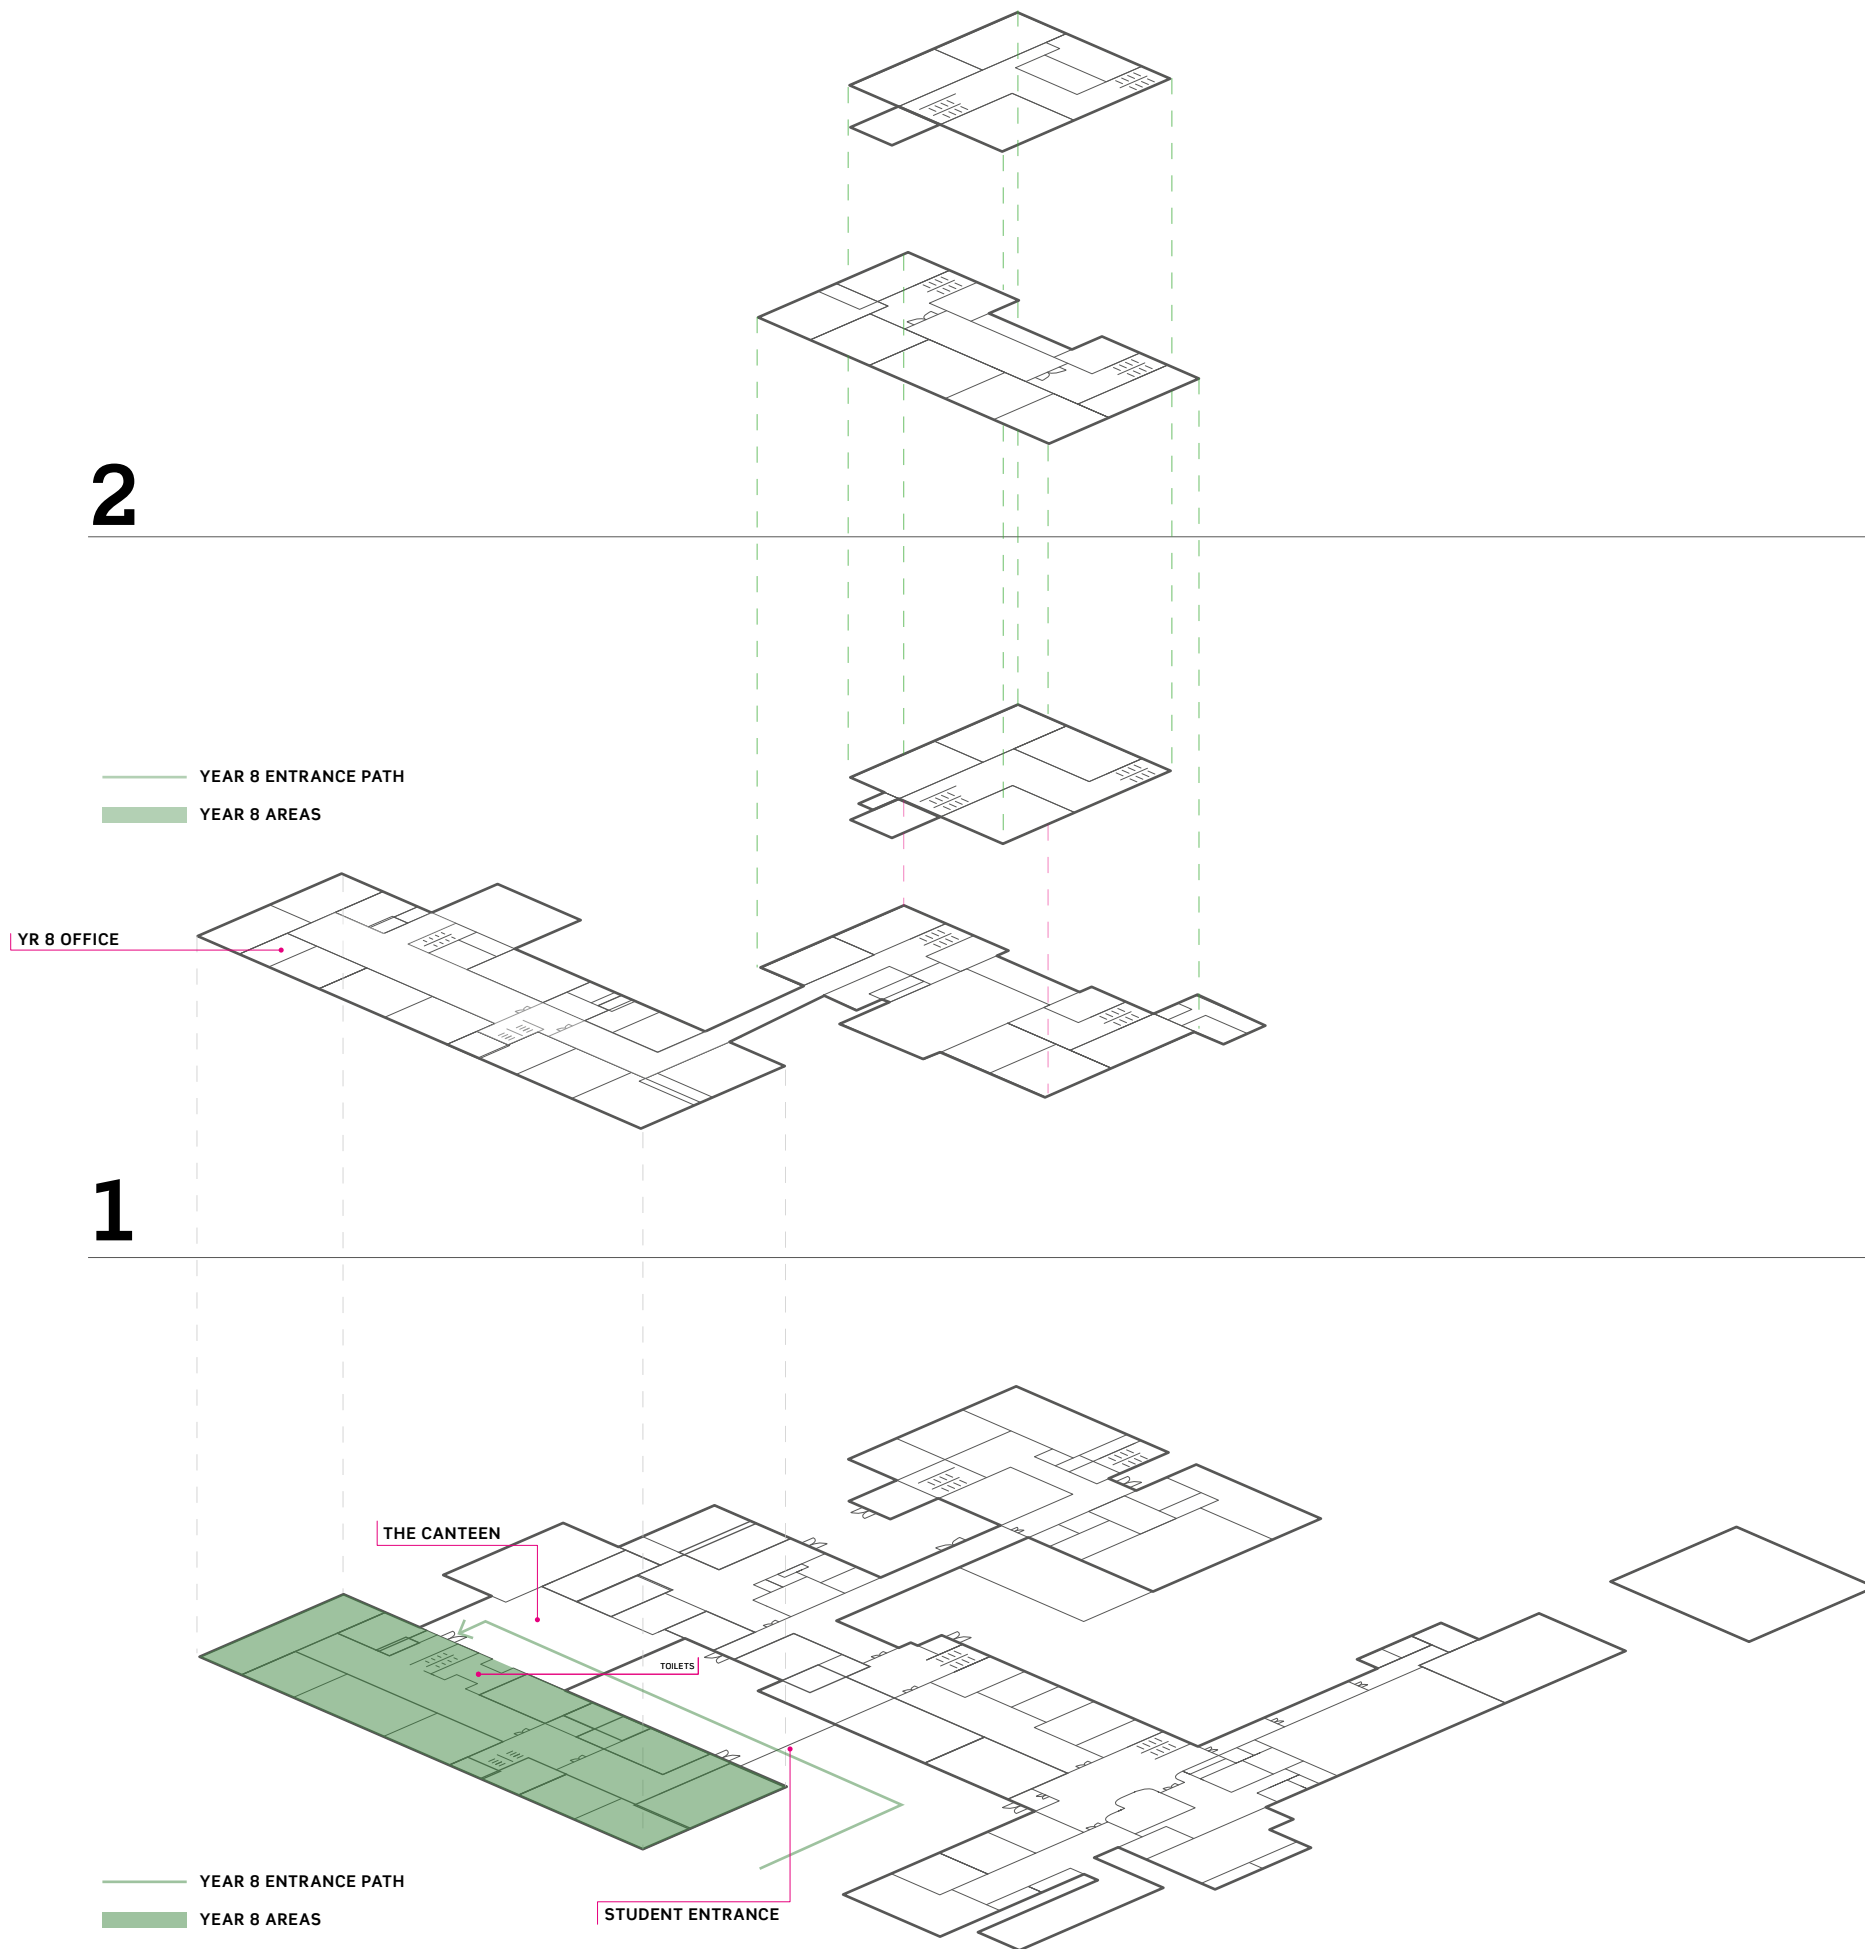 2
YEAR 8 ENTRANCE PATH
YEAR 8 AREAS
YR 8 OFFICE
1
THE CANTEEN
TOILETS
YEAR 8 ENTRANCE PATH
YEAR 8 AREAS
STUDENT ENTRANCE